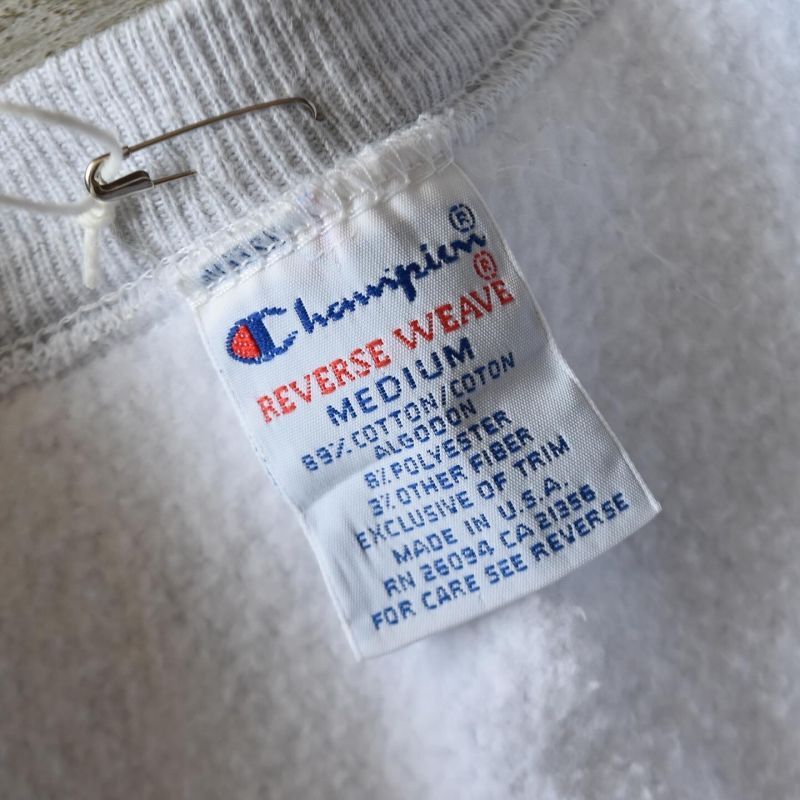 Champion®
REVERSE WEAVE®
MEDIUM
89% COTTON/COTON
ALGODON
8% POLYESTER
3% OTHER FIBER
EXCLUSIVE OF TRIM
MADE IN U.S.A.
RN 26094 CA 21356
FOR CARE SEE REVERSE